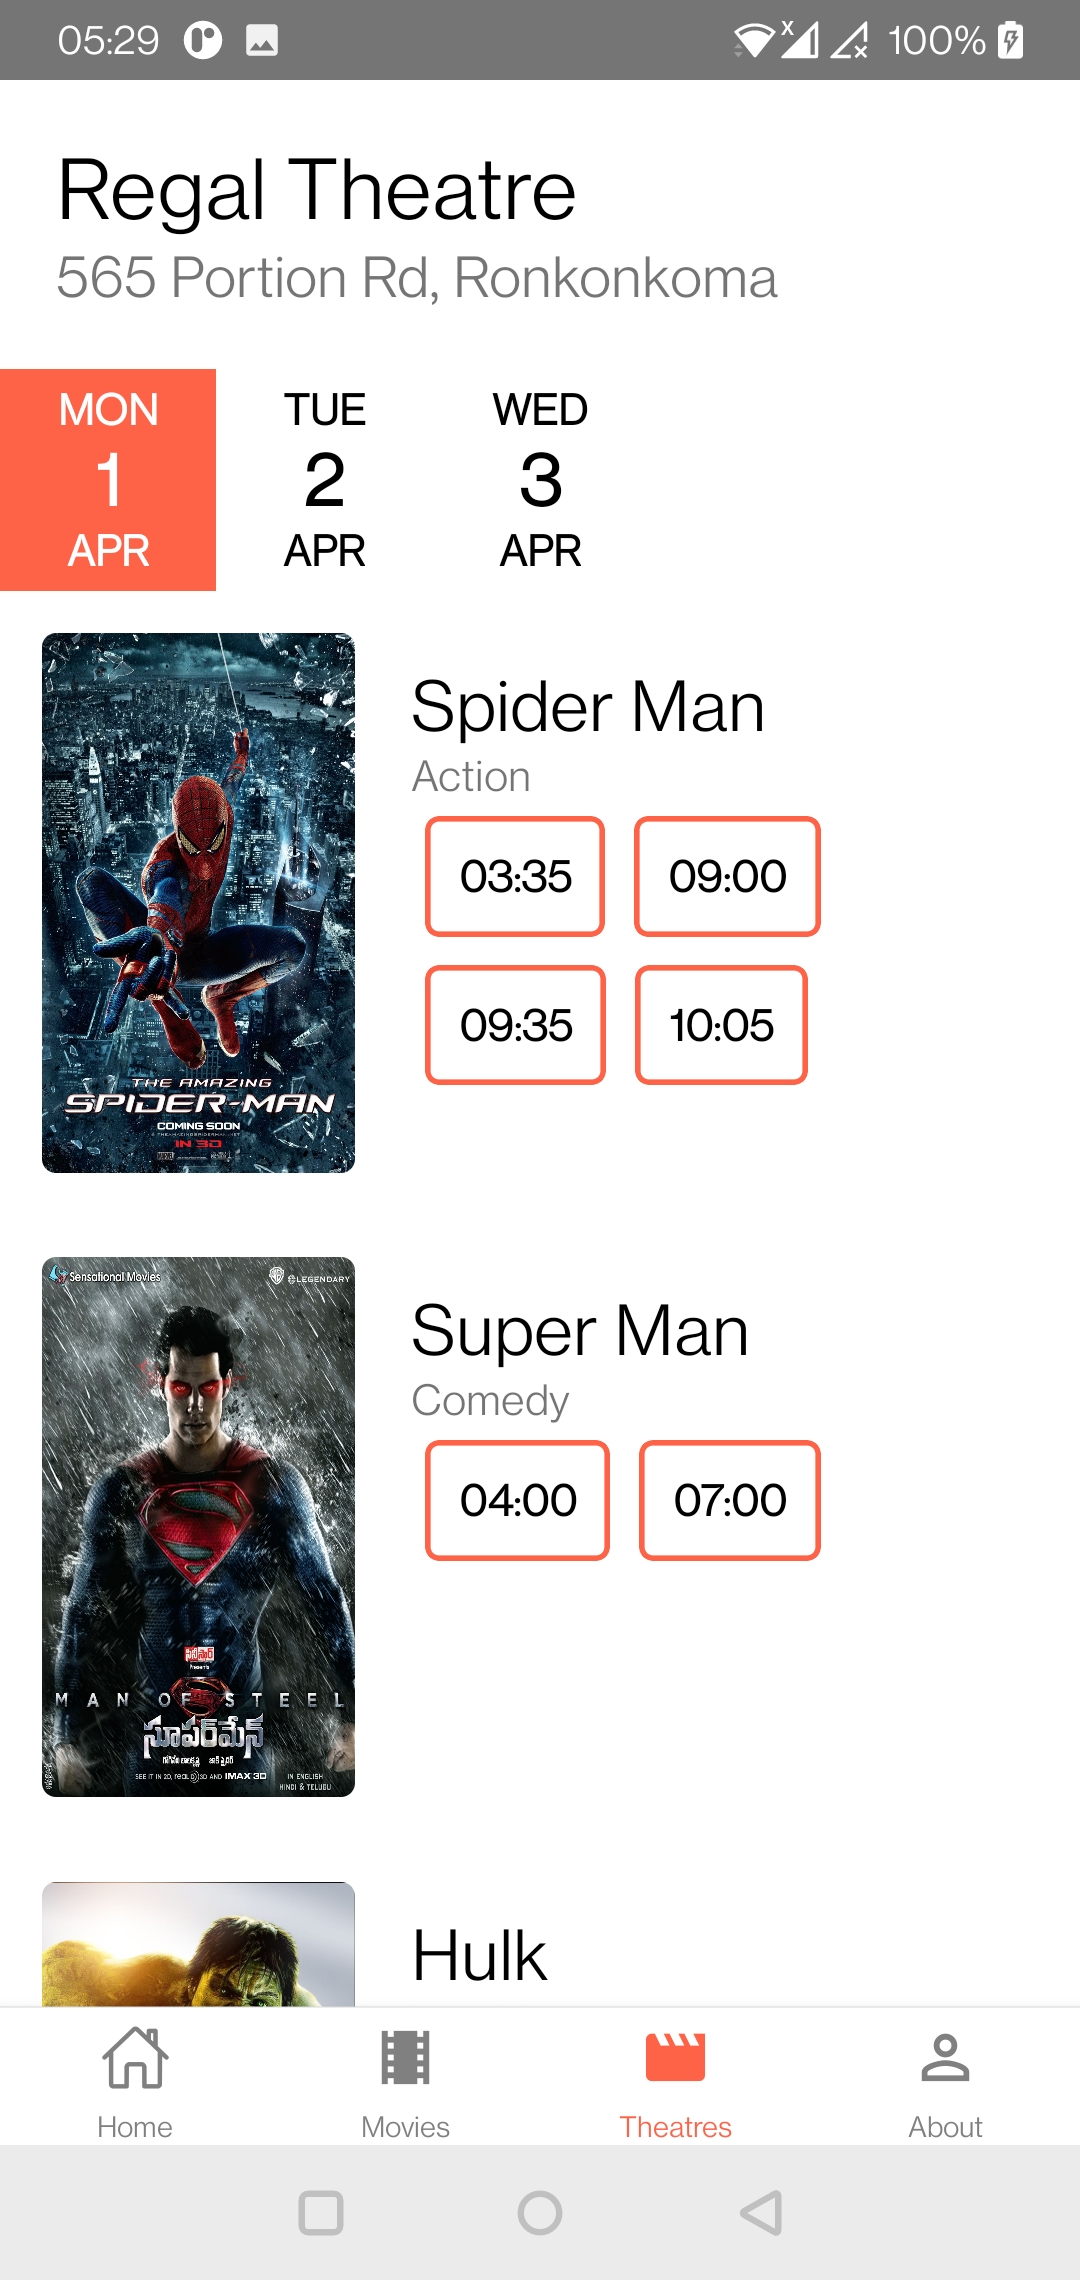 05:29
100%
Regal Theatre
565 Portion Rd, Ronkonkoma
MON
1
APR
TUE
2
APR
WED
3
APR
THE AMAZING
SPIDER-MAN
COMING SOON
IN 3D
Spider Man
Action
03:35
09:00
09:35
10:05
Sensational Movies
LEGENDARY
MAN OF STEEL
సూపర్‌మేన్
SEE IT IN 2D, REAL D 3D AND IMAX 3D
IN ENGLISH
HINDI & TELUGU
Super Man
Comedy
04:00
07:00
Hulk
Home
Movies
Theatres
About